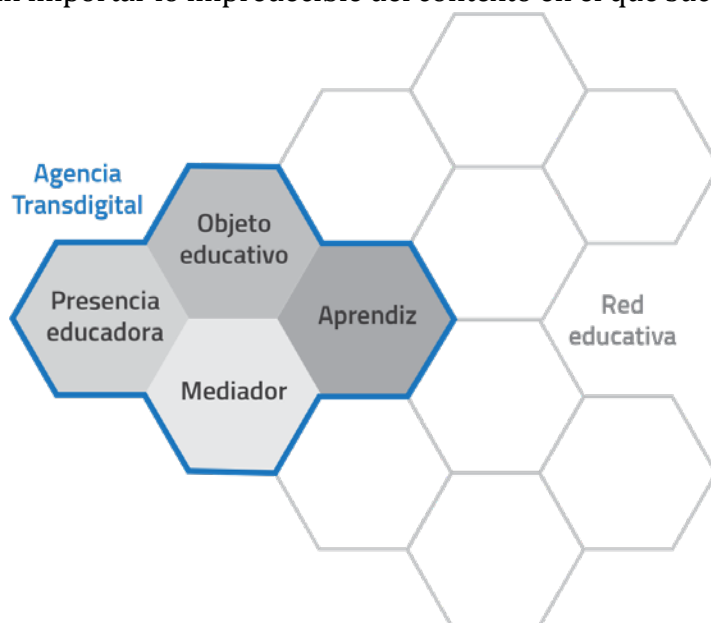 Agencia
Transdigital
Objeto
educativo
Presencia
educadora
Aprendiz
Red
educativa
Mediador